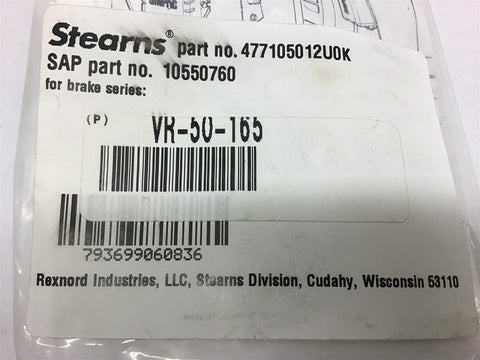 Stearns® part no. 477105012U0K
SAP part no. 10550760
for brake series:
(P) VR-50-165
793699060836
Rexnord Industries, LLC, Stearns Division, Cudahy, Wisconsin 53110